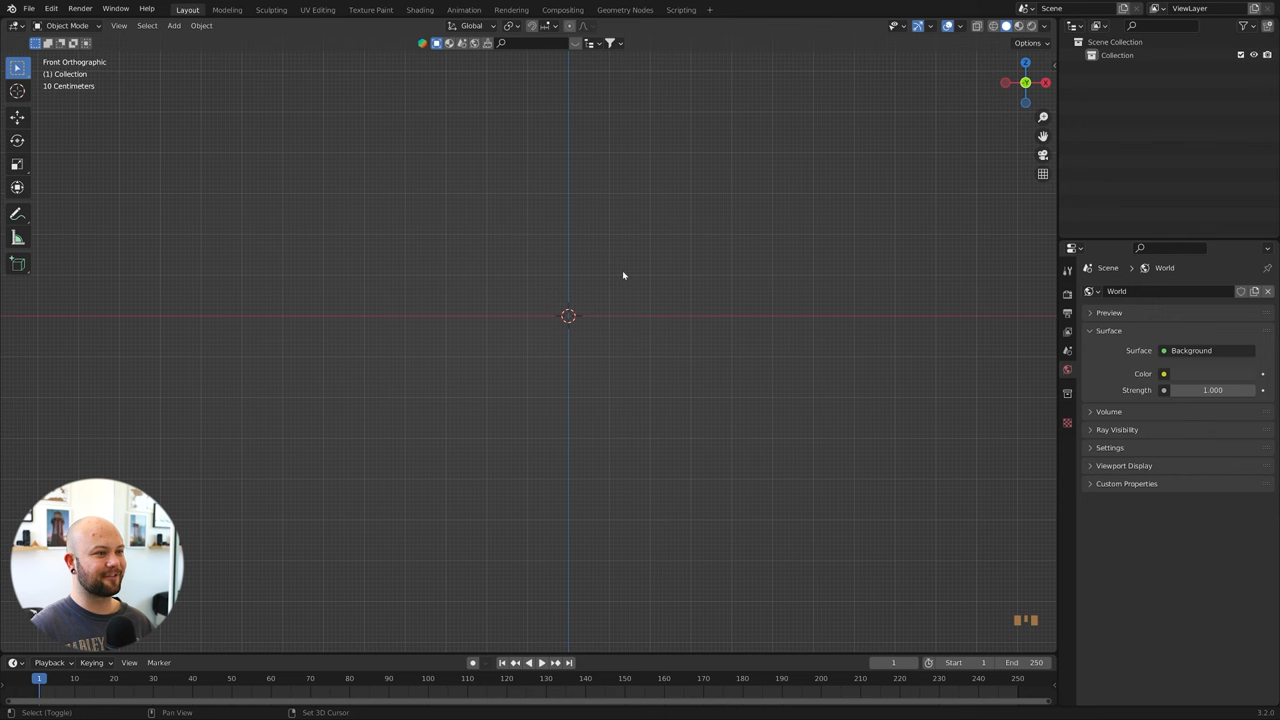 File Edit Render Window Help Layout Modeling Sculpting UV Editing Texture Paint Shading Animation Rendering Compositing Geometry Nodes Scripting Scene ViewLayer
Object Mode View Select Add Object Global
Options
Front Orthographic
(1) Collection
10 Centimeters
Z
Y
X
Scene Collection
Collection
Scene World
World
Preview
Surface
Surface Background
Color
Strength 1.000
Volume
Ray Visibility
Settings
Viewport Display
Custom Properties
HARLEY
Playback Keying View Marker 1 Start 1 End 250
1 10 20 30 40 50 60 70 80 90 100 110 120 130 140 150 160 170 180 190 200 210 220 230 240 250
Select (Toggle) Pan View Set 3D Cursor 3.2.0